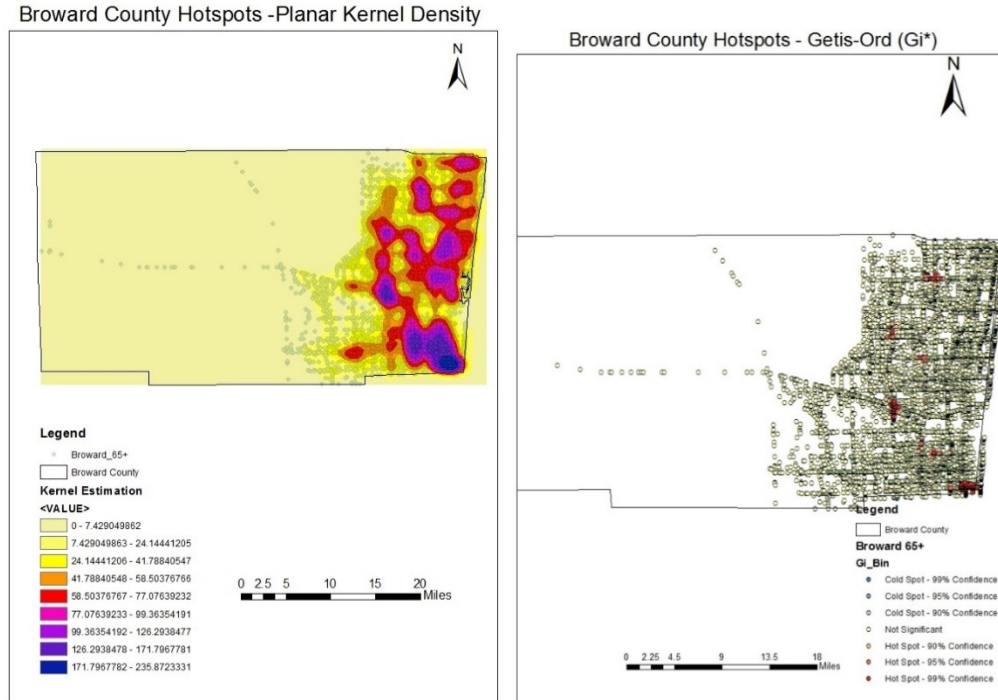 Broward County Hotspots -Planar Kernel Density
N
Legend
Broward_65+
Broward County
Kernel Estimation
<VALUE>
0 - 7.429049862
7.429049863 - 24.14441205
24.14441206 - 41.78840547
41.78840548 - 58.50376766
58.50376767 - 77.07639232
77.07639233 - 99.36354191
99.36354192 - 126.2938477
126.2938478 - 171.7967781
171.7967782 - 235.8723331
0 2.5 5 10 15 20
Miles
Broward County Hotspots - Getis-Ord (Gi*)
N
Legend
Broward County
Broward 65+
Gi_Bin
Cold Spot - 99% Confidence
Cold Spot - 95% Confidence
Cold Spot - 90% Confidence
Not Significant
Hot Spot - 90% Confidence
Hot Spot - 95% Confidence
Hot Spot - 99% Confidence
0 2.25 4.5 9 13.5 18
Miles